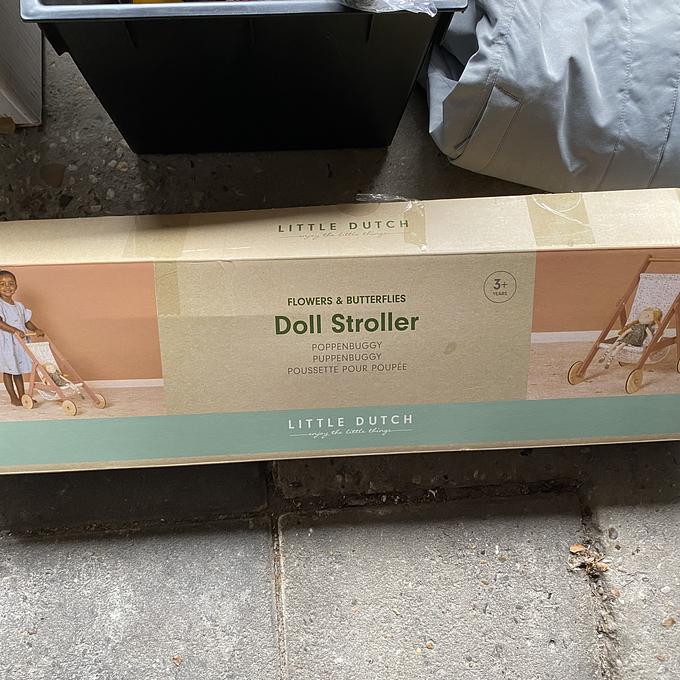 LITTLE DUTCH
enjoy the little things
FLOWERS & BUTTERFLIES
Doll Stroller
POPPENBUGGY
PUPPENBUGGY
POUSSETTE POUR POUPÉE
3+
YEARS
LITTLE DUTCH
enjoy the little things